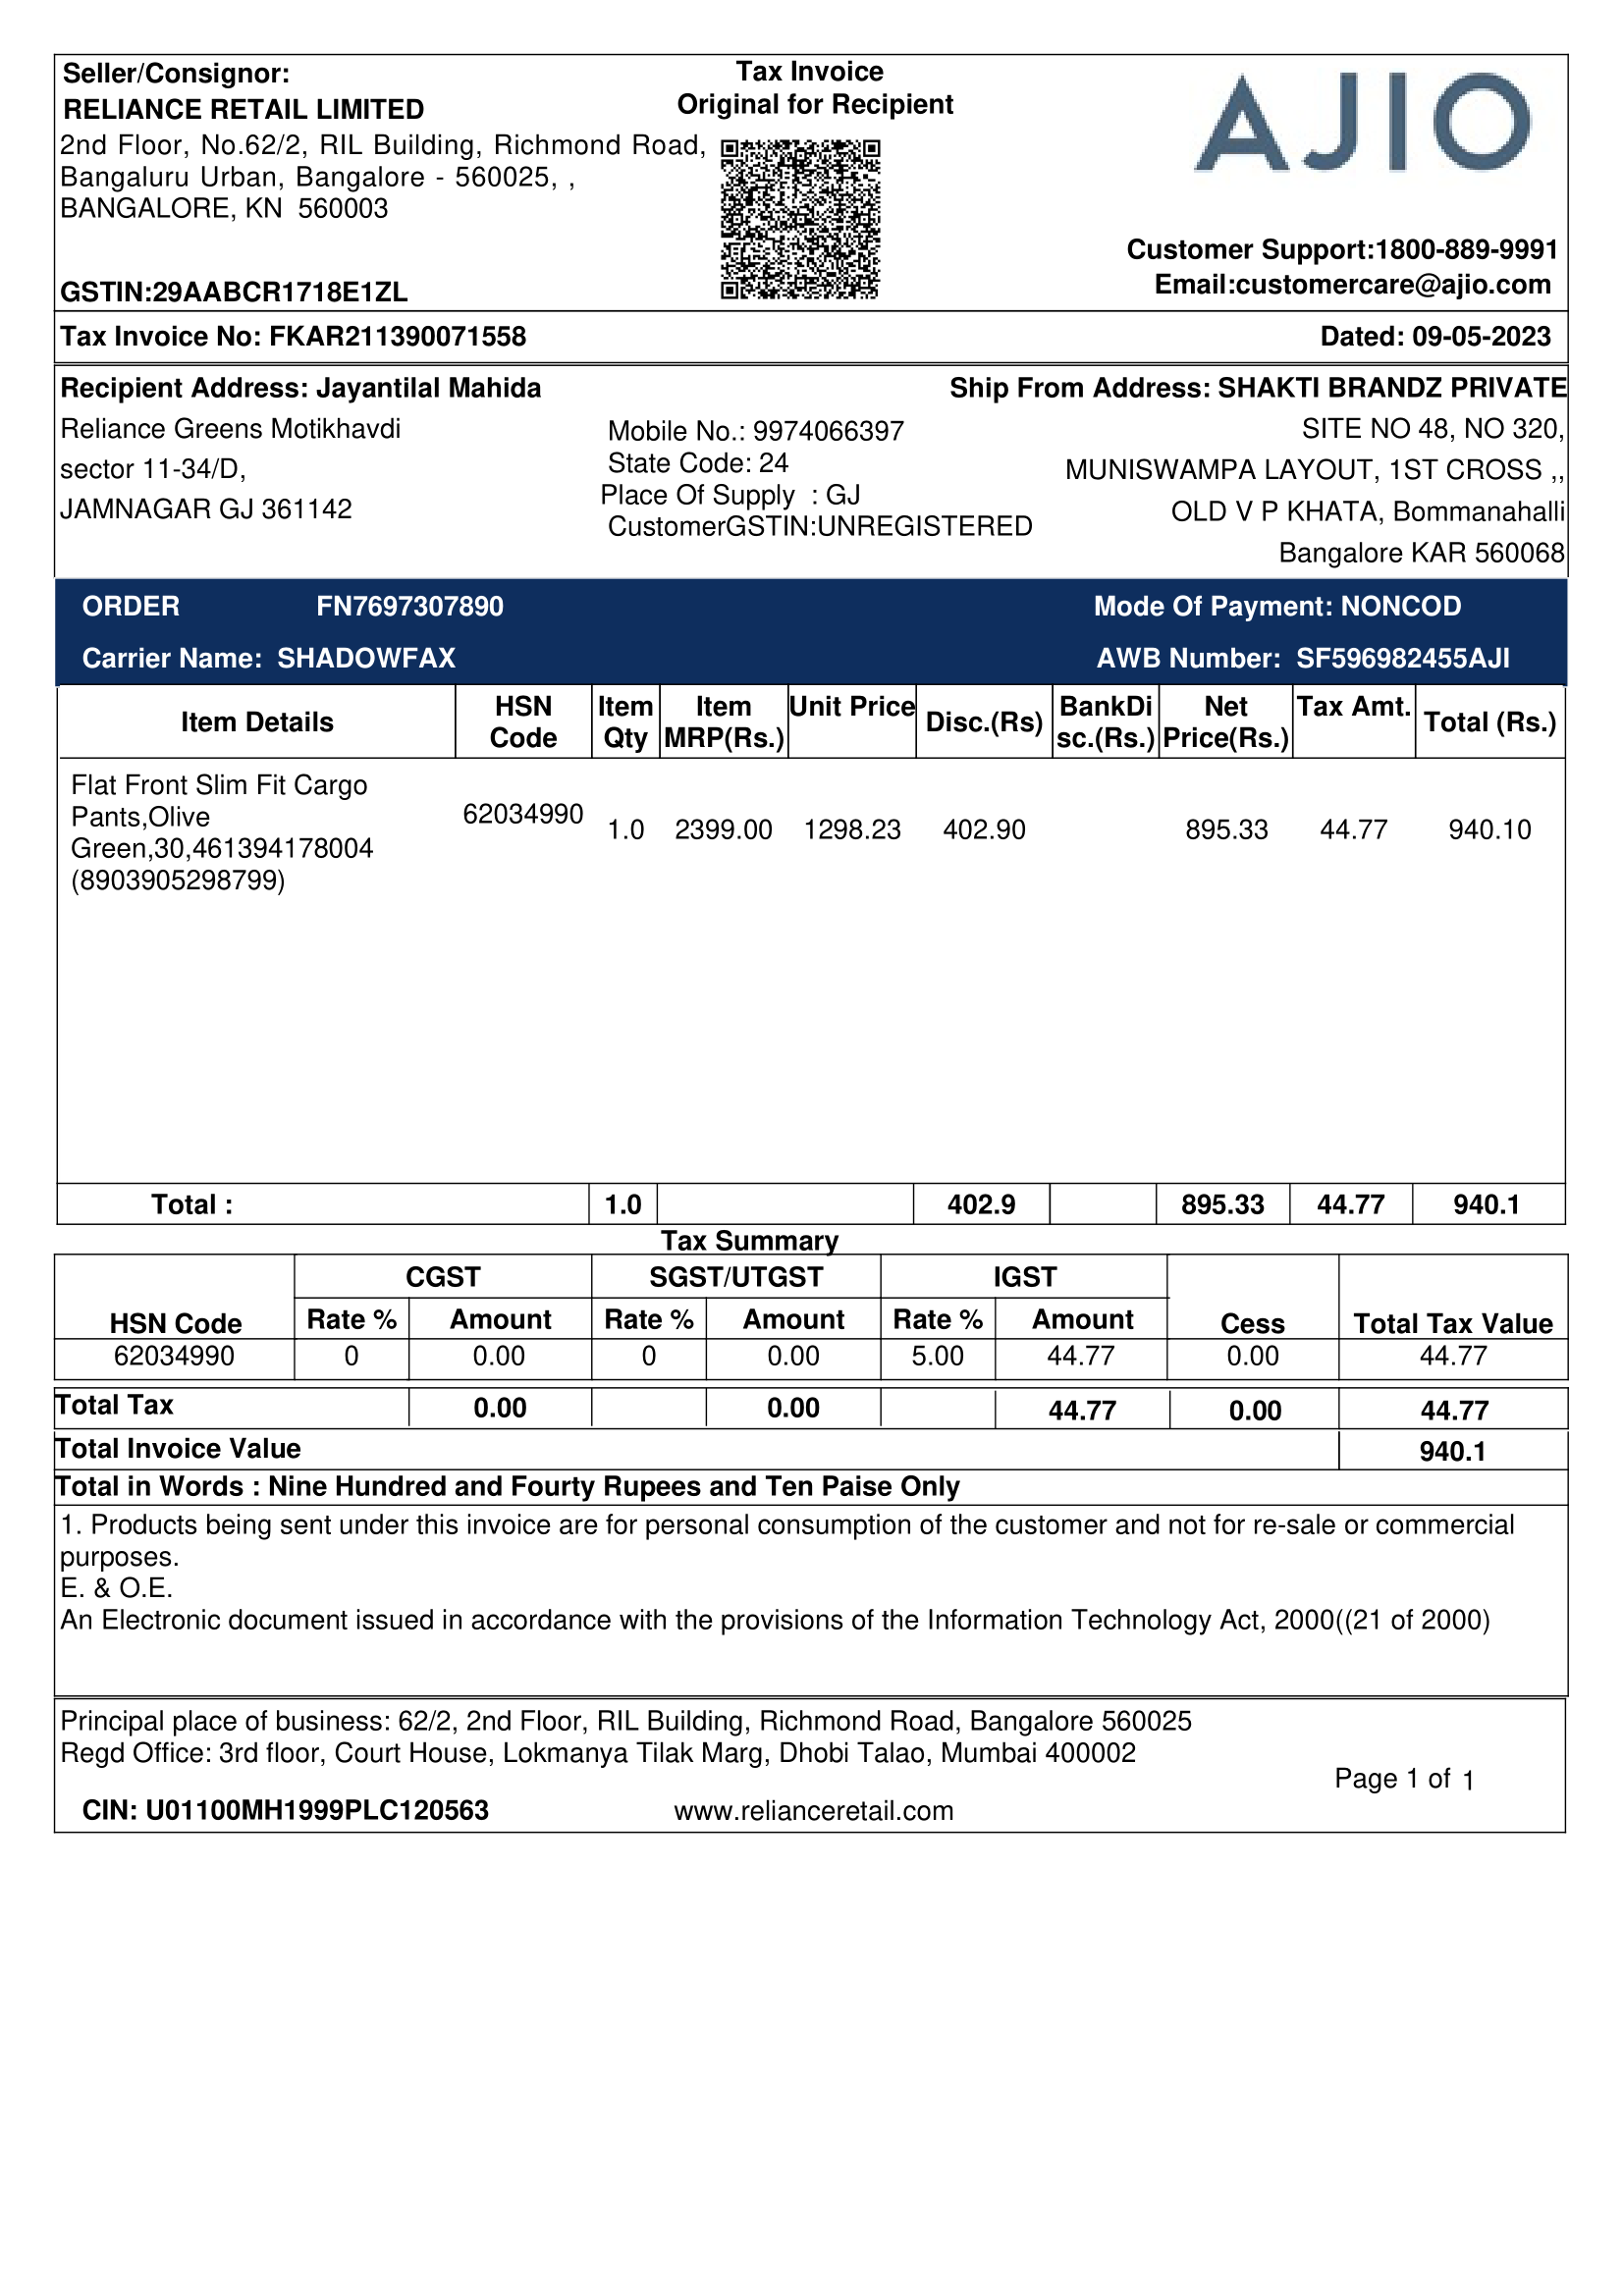 Seller/Consignor:
RELIANCE RETAIL LIMITED
2nd Floor, No.62/2, RIL Building, Richmond Road,
Bangaluru Urban, Bangalore - 560025, ,
BANGALORE, KN 560003
GSTIN:29AABCR1718E1ZL
Tax Invoice
Original for Recipient
AJIO
Customer Support:1800-889-9991
Email:customercare@ajio.com
Tax Invoice No: FKAR211390071558
Dated: 09-05-2023
Recipient Address: Jayantilal Mahida
Reliance Greens Motikhavdi
sector 11-34/D,
JAMNAGAR GJ 361142
Mobile No.: 9974066397
State Code: 24
Place Of Supply : GJ
CustomerGSTIN:UNREGISTERED
Ship From Address: SHAKTI BRANDZ PRIVATE
SITE NO 48, NO 320,
MUNISWAMPA LAYOUT, 1ST CROSS ,,
OLD V P KHATA, Bommanahalli
Bangalore KAR 560068
ORDER FN7697307890 Mode Of Payment: NONCOD
Carrier Name: SHADOWFAX AWB Number: SF596982455AJI
Item Details
HSN
Code
Item
Qty
Item
MRP(Rs.)
Unit Price
Disc.(Rs)
BankDi
sc.(Rs.)
Net
Price(Rs.)
Tax Amt.
Total (Rs.)
Flat Front Slim Fit Cargo
Pants,Olive
Green,30,461394178004
(8903905298799)
62034990
1.0 2399.00 1298.23 402.90 895.33 44.77 940.10
Total : 1.0 402.9 895.33 44.77 940.1
Tax Summary
CGST SGST/UTGST IGST
HSN Code Rate % Amount Rate % Amount Rate % Amount Cess Total Tax Value
62034990 0 0.00 0 0.00 5.00 44.77 0.00 44.77
Total Tax 0.00 0.00 44.77 0.00 44.77
Total Invoice Value 940.1
Total in Words : Nine Hundred and Fourty Rupees and Ten Paise Only
1. Products being sent under this invoice are for personal consumption of the customer and not for re-sale or commercial
purposes.
E. & O.E.
An Electronic document issued in accordance with the provisions of the Information Technology Act, 2000((21 of 2000)
Principal place of business: 62/2, 2nd Floor, RIL Building, Richmond Road, Bangalore 560025
Regd Office: 3rd floor, Court House, Lokmanya Tilak Marg, Dhobi Talao, Mumbai 400002
Page 1 of 1
CIN: U01100MH1999PLC120563 www.relianceretail.com